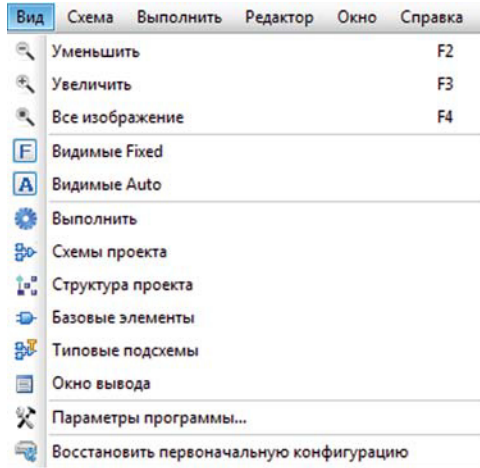 Вид Схема Выполнить Редактор Окно Справка
Уменьшить F2
Увеличить F3
Все изображение F4
F Видимые Fixed
A Видимые Auto
Выполнить
Схемы проекта
Структура проекта
Базовые элементы
Типовые подсхемы
Окно вывода
Параметры программы...
Восстановить первоначальную конфигурацию